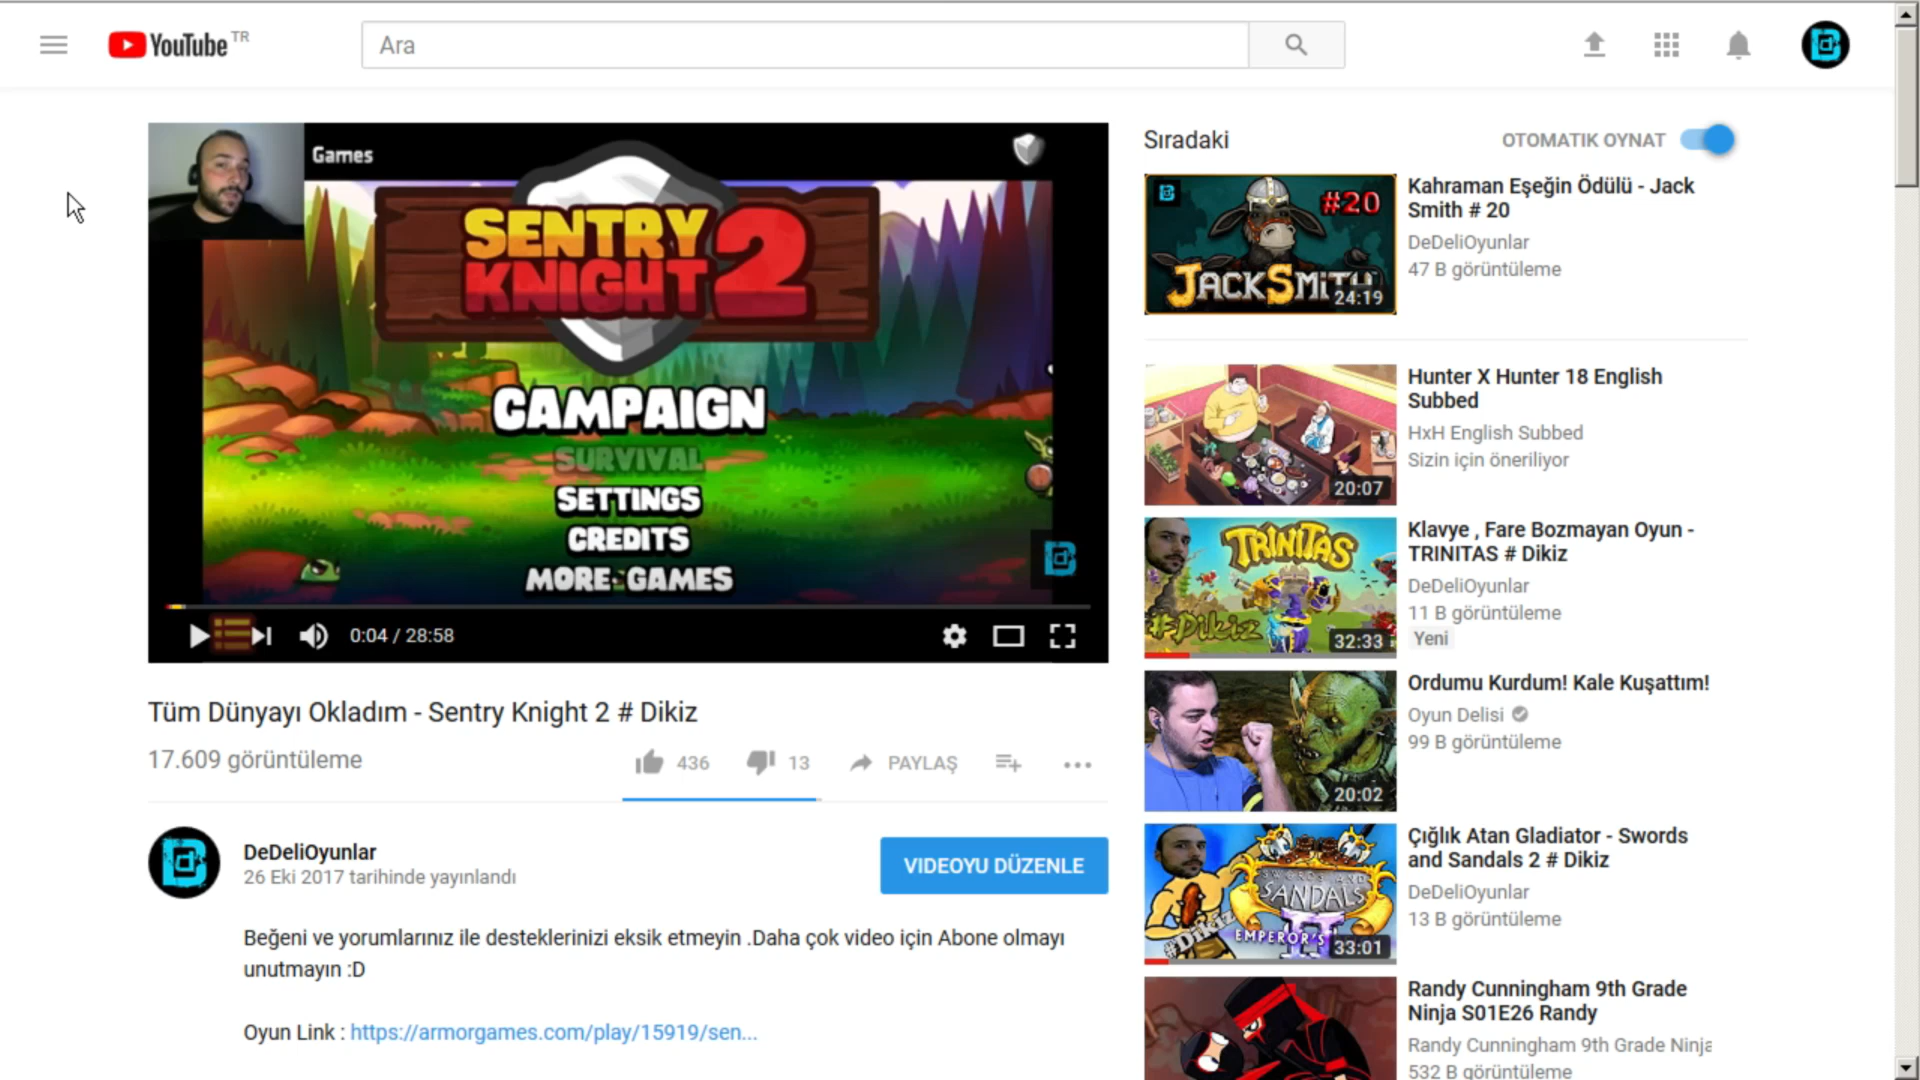 YouTube TR
Ara
Games
SENTRY
KNIGHT 2
CAMPAIGN
SURVIVAL
SETTINGS
CREDITS
MORE GAMES
0:04 / 28:58
Tüm Dünyayı Okladım - Sentry Knight 2 # Dikiz
17.609 görüntüleme
436
13
PAYLAŞ
DeDeliOyunlar
26 Eki 2017 tarihinde yayınlandı
VIDEOYU DÜZENLE
Beğeni ve yorumlarınız ile desteklerinizi eksik etmeyin .Daha çok video için Abone olmayı
unutmayın :D
Oyun Link : https://armorgames.com/play/15919/sen...
Sıradaki
OTOMATIK OYNAT
#20
JACKSMITH
24:19
Kahraman Eşeğin Ödülü - Jack
Smith # 20
DeDeliOyunlar
47 B görüntüleme
20:07
Hunter X Hunter 18 English
Subbed
HxH English Subbed
Sizin için öneriliyor
TRINITAS
#Dikiz
32:33
Klavye , Fare Bozmayan Oyun -
TRINITAS # Dikiz
DeDeliOyunlar
11 B görüntüleme
Yeni
20:02
Ordumu Kurdum! Kale Kuşattım!
Oyun Delisi
99 B görüntüleme
SWORDS AND
SANDALS
II
EMPEROR'S
#Dikiz
33:01
Çığlık Atan Gladiator - Swords
and Sandals 2 # Dikiz
DeDeliOyunlar
13 B görüntüleme
Randy Cunningham 9th Grade
Ninja S01E26 Randy
Randy Cunningham 9th Grade Ninja
532 B görüntüleme